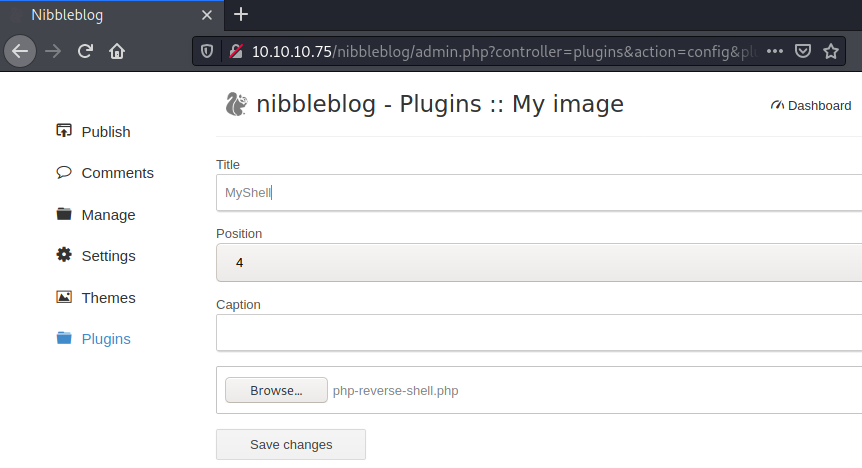 Nibbleblog
10.10.10.75/nibbleblog/admin.php?controller=plugins&action=config&plu
nibbleblog - Plugins :: My image
Dashboard
Publish
Comments
Manage
Settings
Themes
Plugins
Title
MyShell
Position
4
Caption
Browse...
php-reverse-shell.php
Save changes